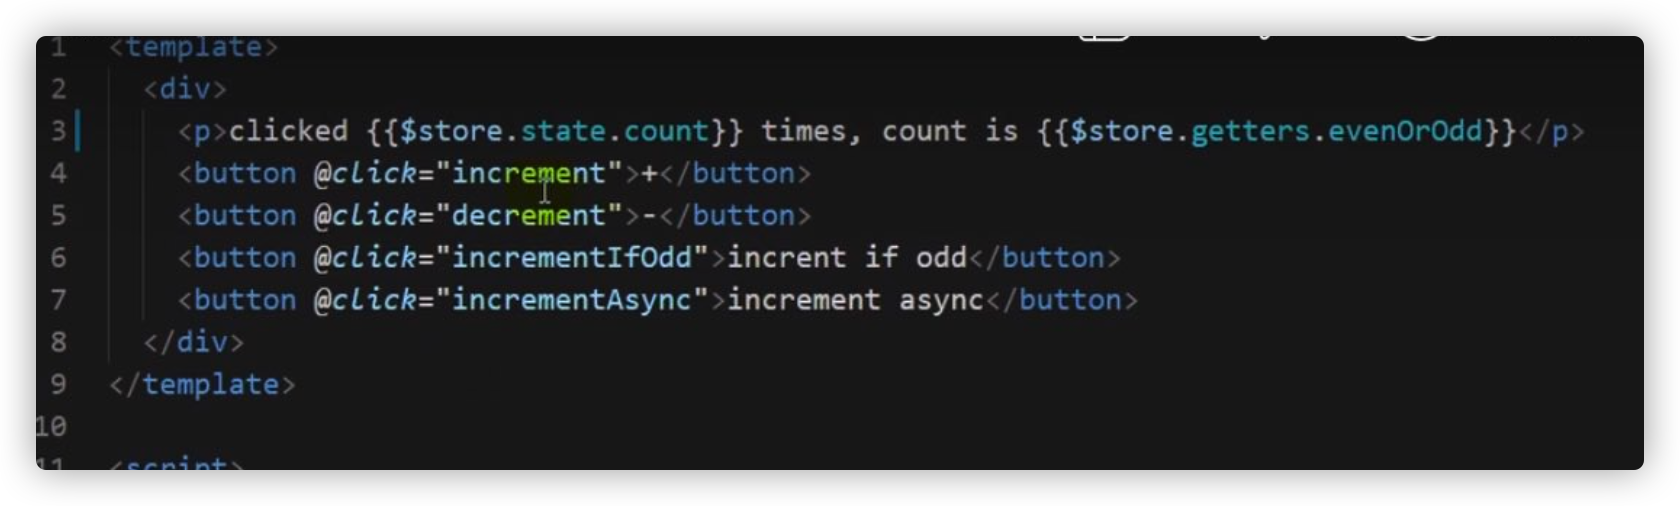 1 <template>
2 <div>
3 <p>clicked {{$store.state.count}} times, count is {{$store.getters.evenOrOdd}}</p>
4 <button @click="increment">+</button>
5 <button @click="decrement">-</button>
6 <button @click="incrementIfOdd">incrent if odd</button>
7 <button @click="incrementAsync">increment async</button>
8 </div>
9 </template>
10
11 <script>